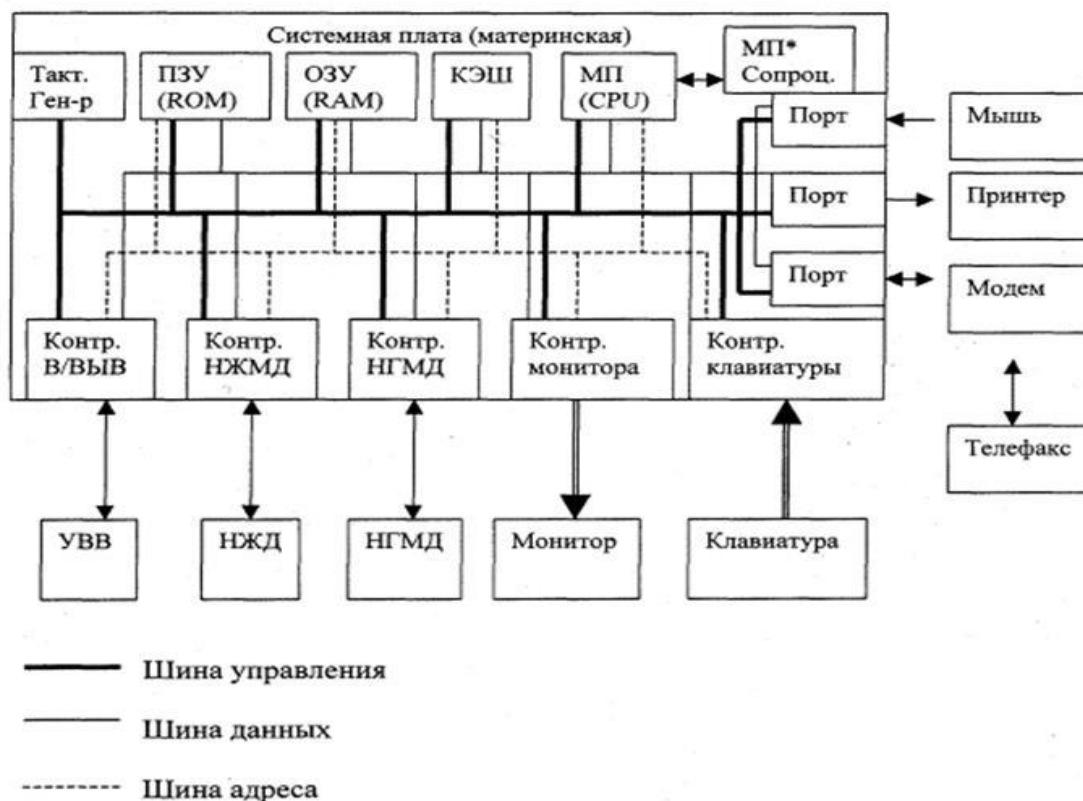 Системная плата (материнская)
Такт.
Ген-р
ПЗУ
(ROM)
ОЗУ
(RAM)
КЭШ
МП
(CPU)
МП*
Сопроц.
Порт
Мышь
Порт
Принтер
Порт
Модем
Контр.
В/ВЫВ
Контр.
НЖМД
Контр.
НГМД
Контр.
монитора
Контр.
клавиатуры
Телефакс
УВВ
НЖД
НГМД
Монитор
Клавиатура
Шина управления
Шина данных
Шина адреса